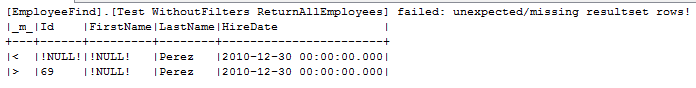 [EmployeeFind].[Test WithoutFilters ReturnAllEmployees] failed: unexpected/missing resultset rows!
|_m_|Id    |FirstName|LastName|HireDate               |
+---+------+---------+--------+-----------------------+
|<  |!NULL!|!NULL!   |Perez   |2010-12-30 00:00:00.000|
|>  |69    |!NULL!   |Perez   |2010-12-30 00:00:00.000|